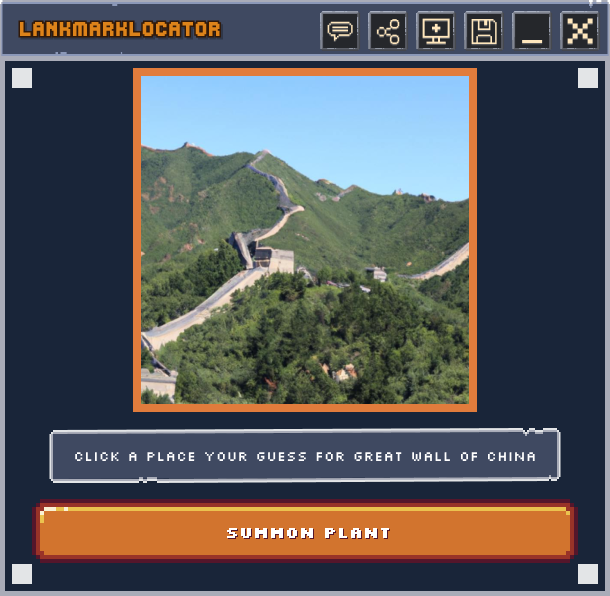 LANKMARKLOCATOR
CLICK A PLACE YOUR GUESS FOR GREAT WALL OF CHINA
SUMMON PLANT